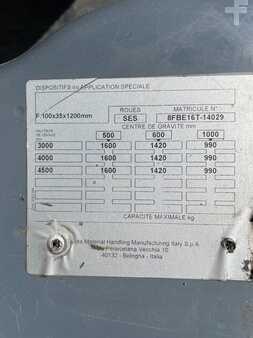 DISPOSITIFS ou APPLICATION SPECIALE
F.100x35x1200mm
ROUES
SES
MATRICULE N°
8FBE16T-14029
CENTRE DE GRAVITE mm
500 600 1000
3000 1600 1420 990
4000 1600 1420 990
4500 1600 1420 990
CAPACITE MAXIMALE kg
Material Handling Manufacturing Italy S.p.A.
Persicetana Vecchia 10
40132 - Bologna - Italia